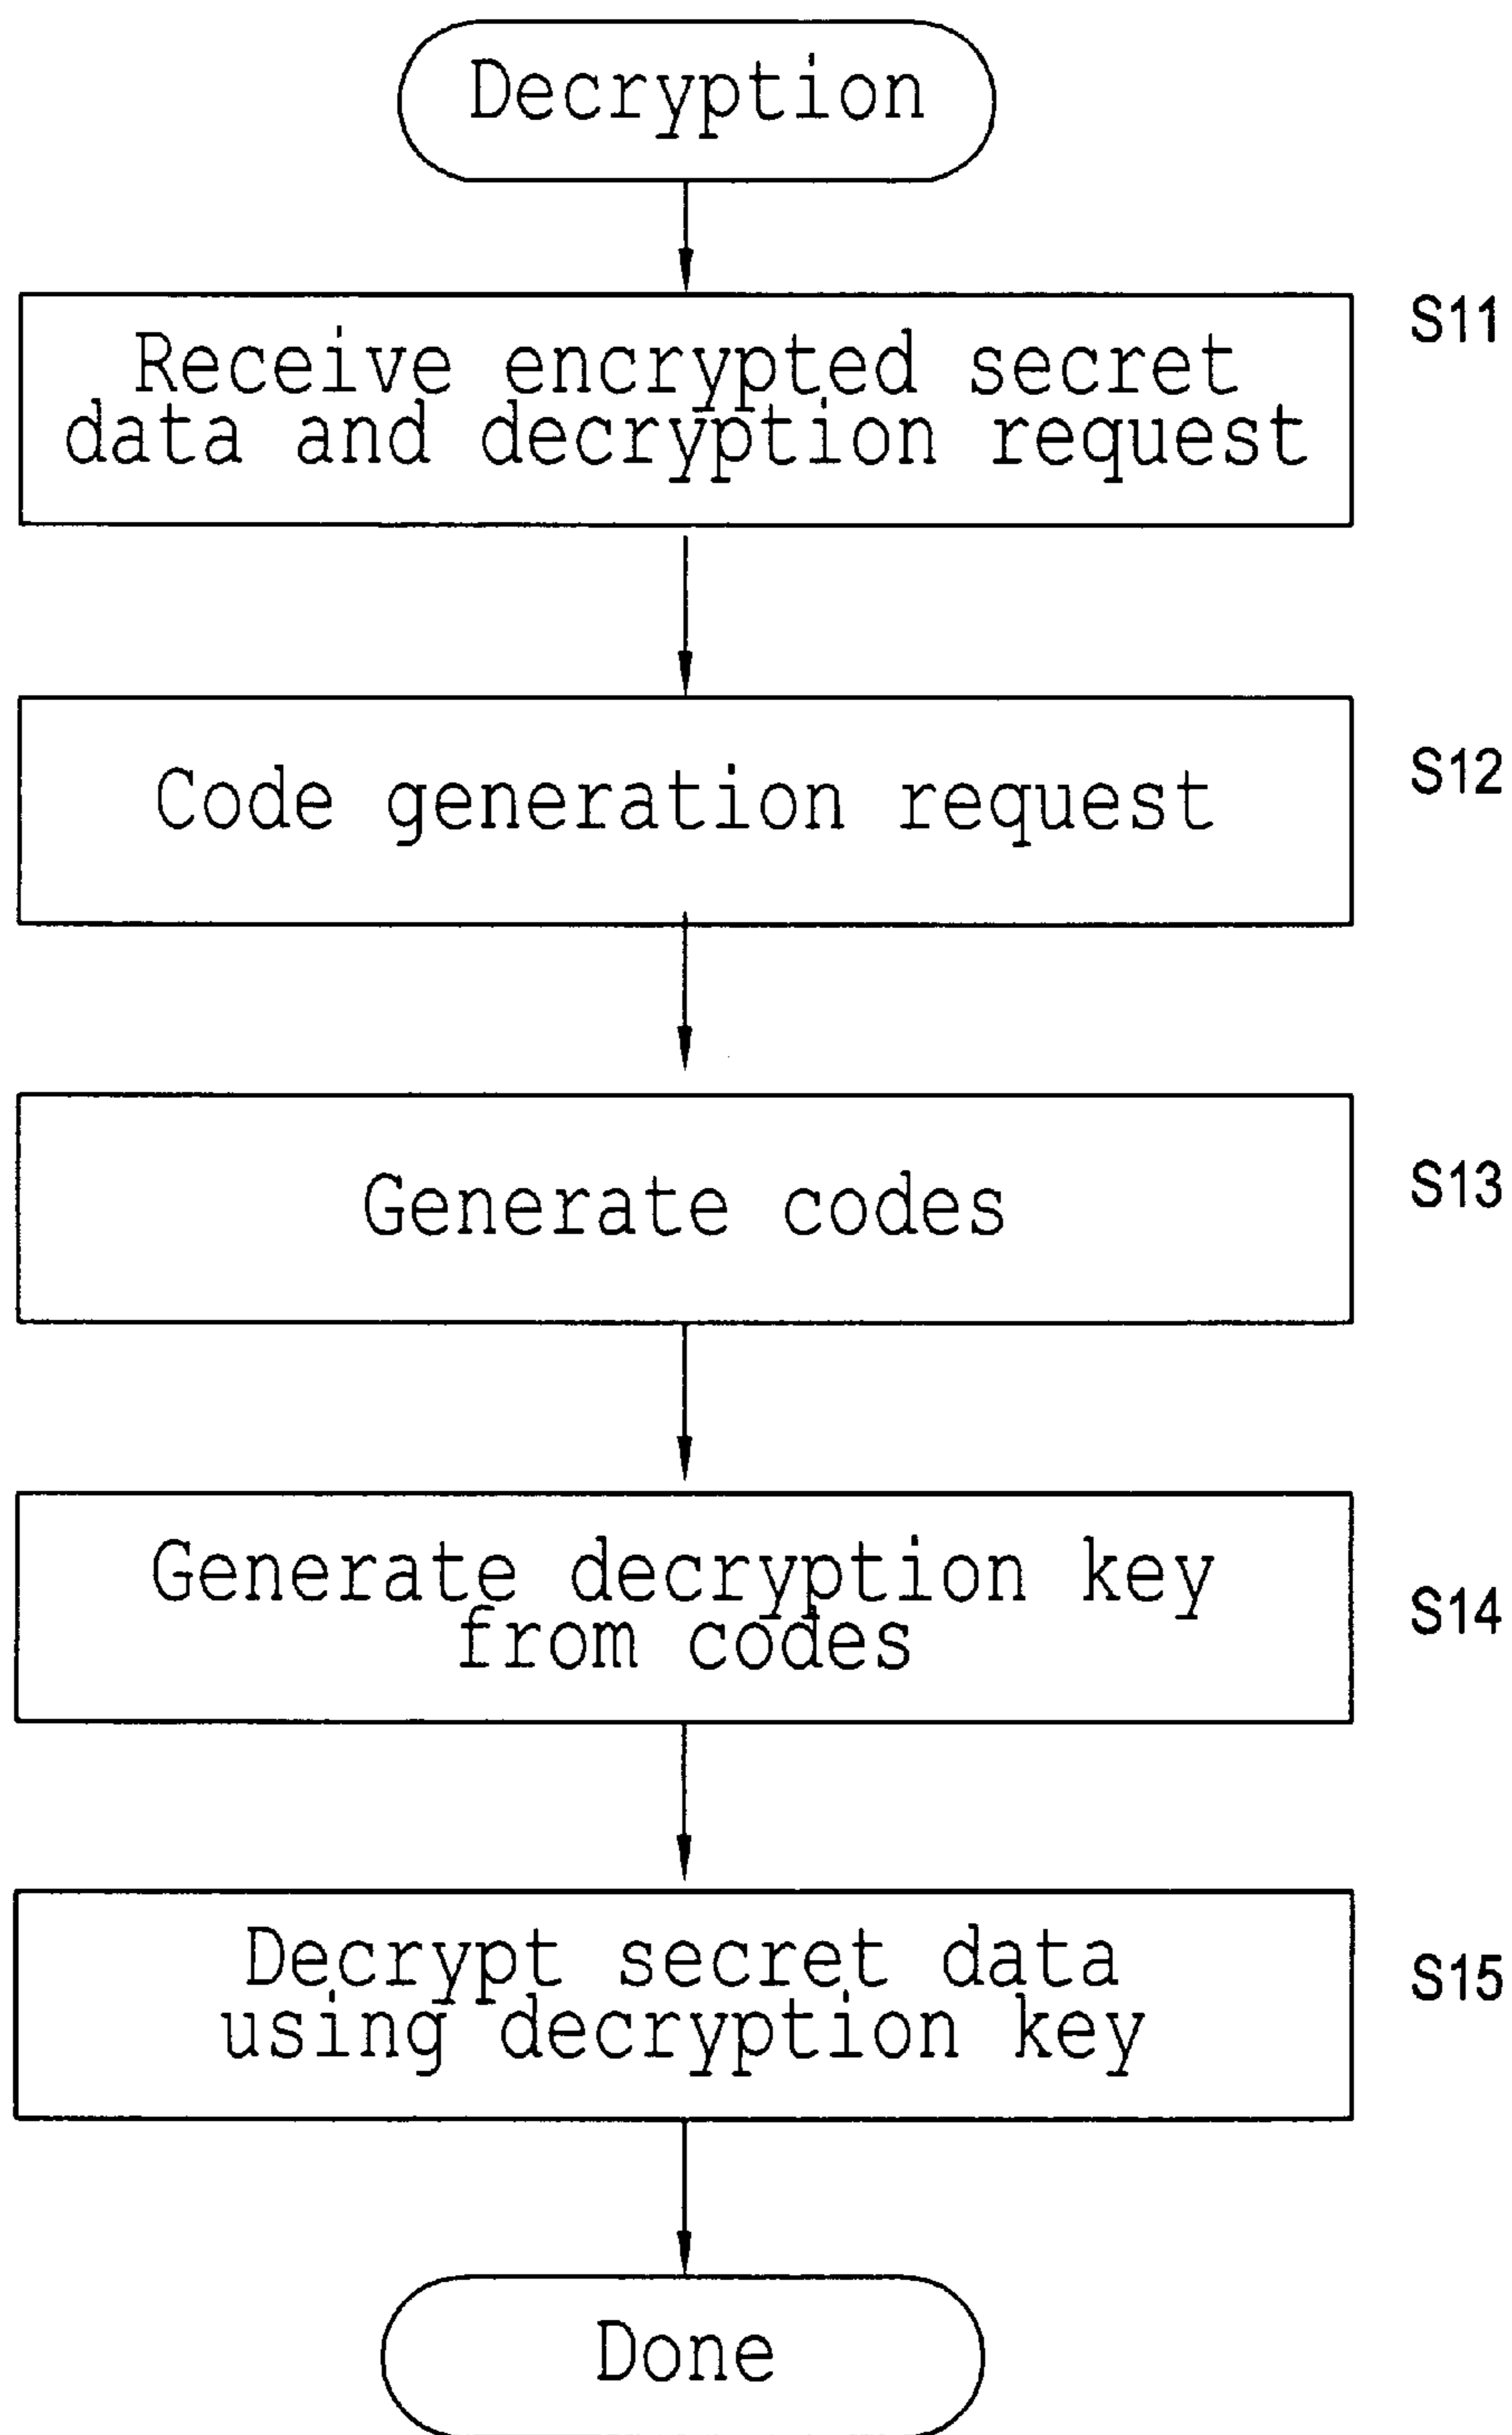 Decryption
S11
Receive encrypted secret
data and decryption request
S12
Code generation request
S13
Generate codes
Generate decryption key
from codes
S14
Decrypt secret data
using decryption key
S15
Done